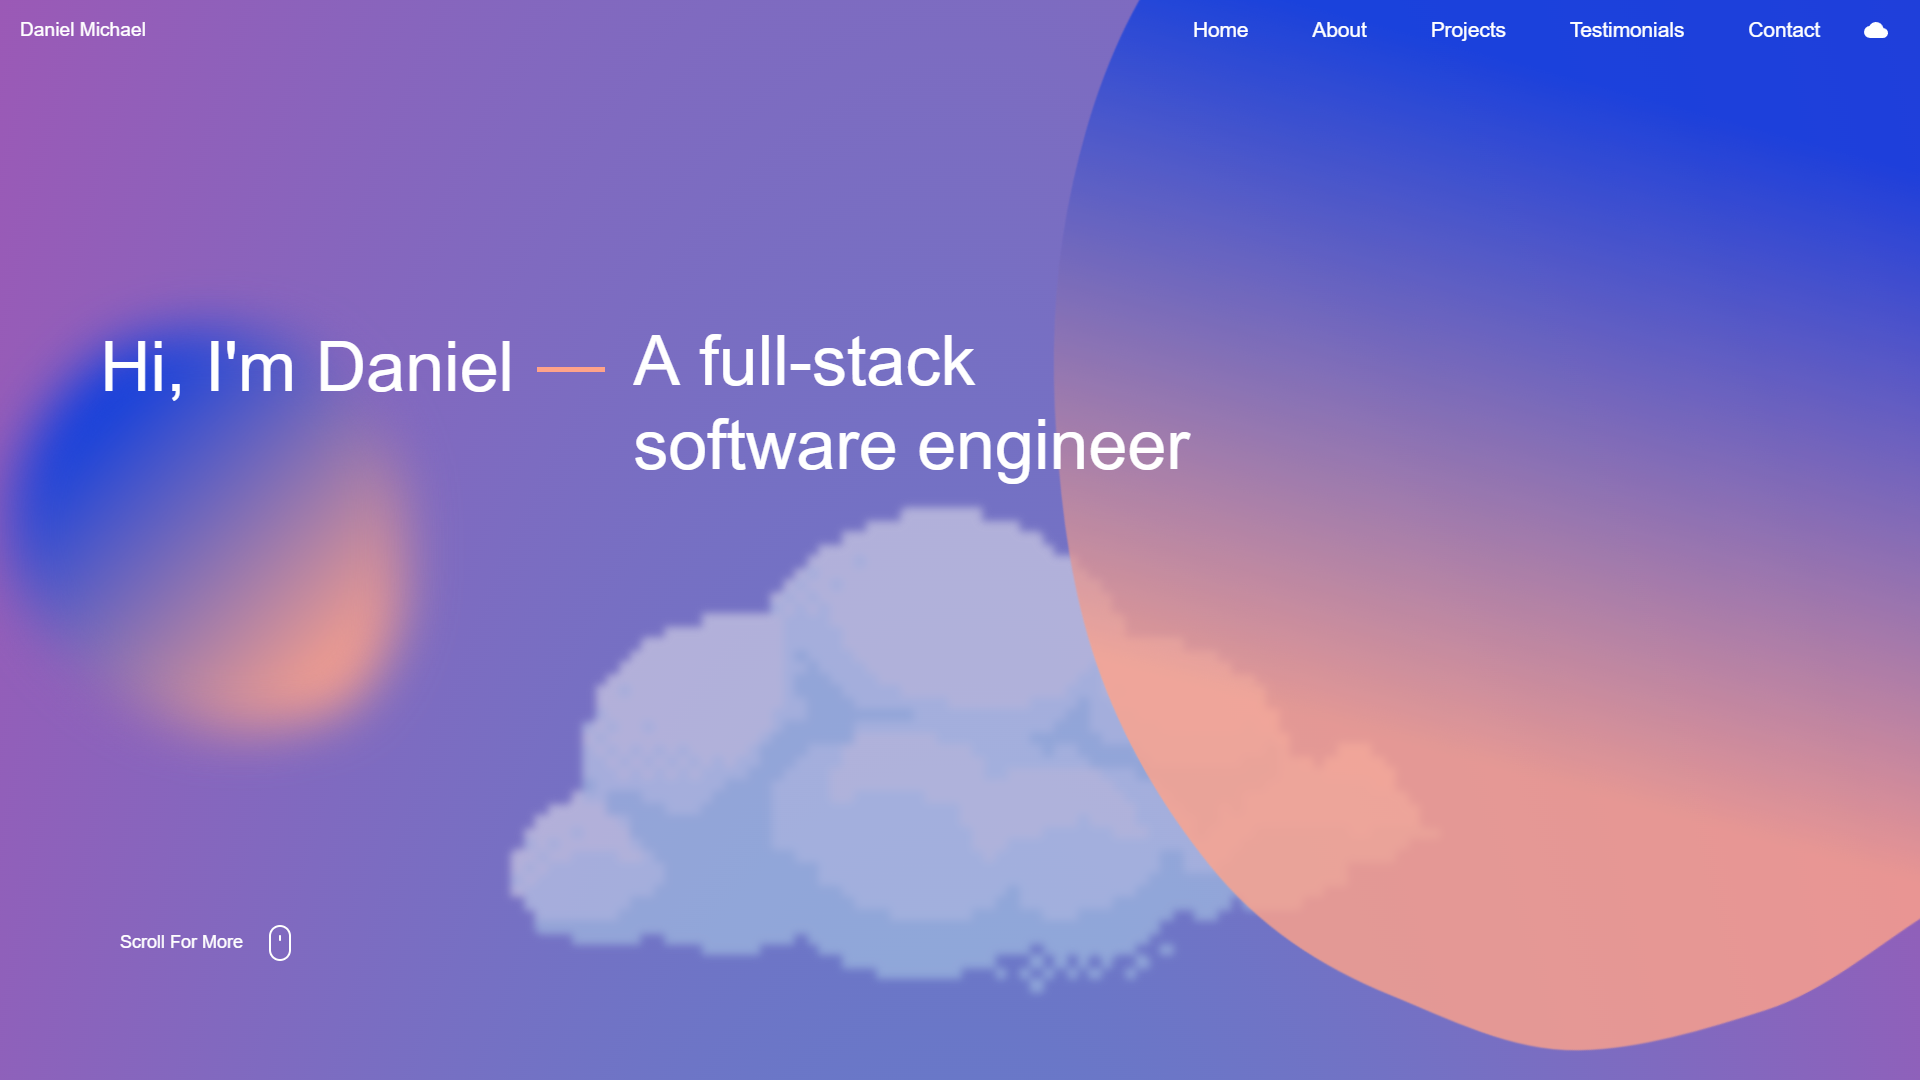 Daniel Michael
Home
About
Projects
Testimonials
Contact
Hi, I'm Daniel
A full-stack
software engineer
Scroll For More